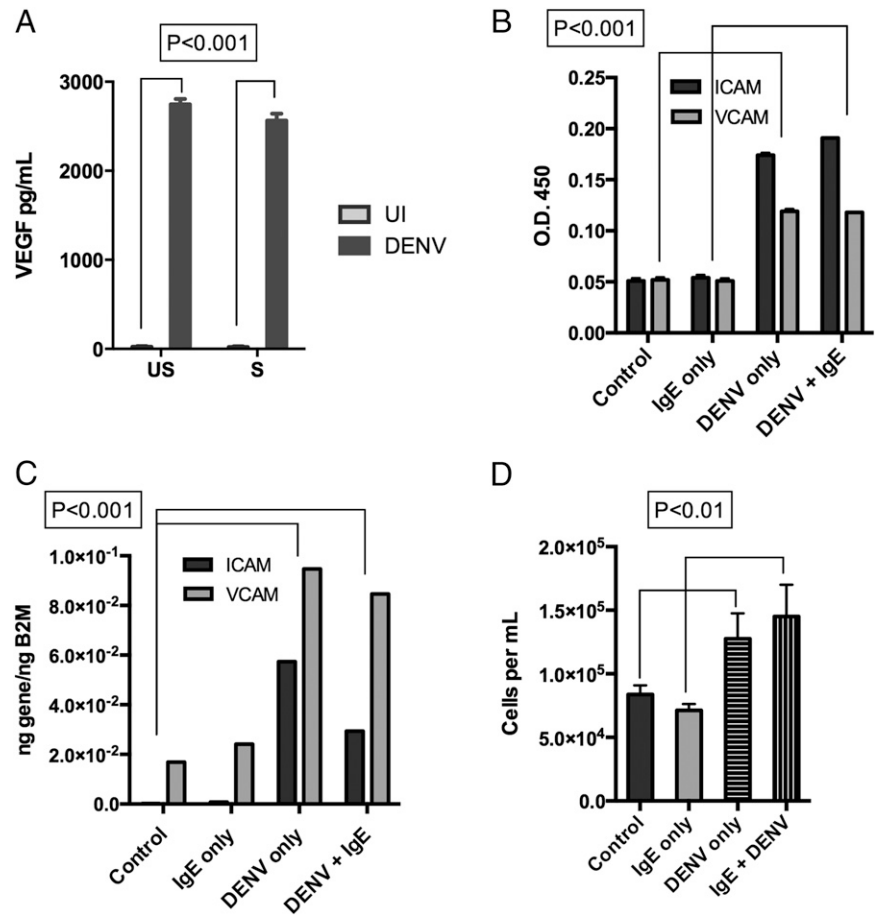 A
P<0.001
VEGF pg/mL
3000
2000
1000
0
US
S
UI
DENV
B
P<0.001
O.D. 450
0.25
0.20
0.15
0.10
0.05
0.00
ICAM
VCAM
Control
IgE only
DENV only
DENV + IgE
C
P<0.001
ng gene/ng B2M
1.0×10⁻¹
8.0×10⁻²
6.0×10⁻²
4.0×10⁻²
2.0×10⁻²
0.0
ICAM
VCAM
Control
IgE only
DENV only
DENV + IgE
D
P<0.01
Cells per mL
2.0×10⁵
1.5×10⁵
1.0×10⁵
5.0×10⁴
0.0
Control
IgE only
DENV only
IgE + DENV